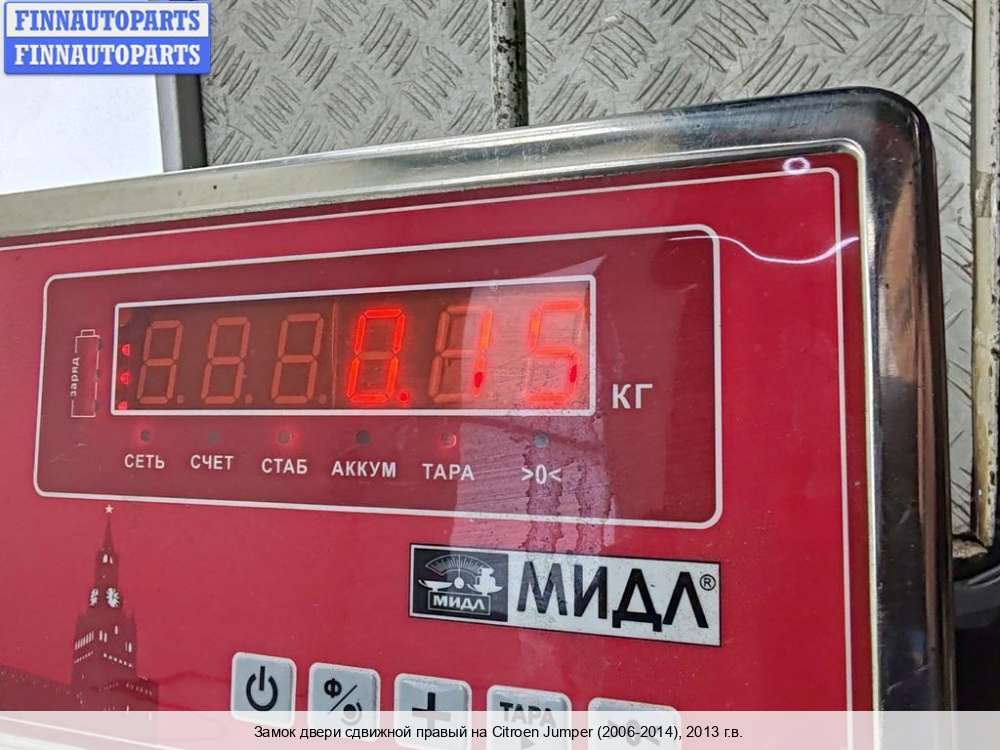 FINNAUTOPARTS
FINNAUTOPARTS
заряд
0.15
КГ
СЕТЬ СЧЕТ СТАБ АККУМ ТАРА >0<
МИДЛ
МИДЛ®
Ф/
+
ТАРА
Замок двери сдвижной правый на Citroen Jumper (2006-2014), 2013 г.в.